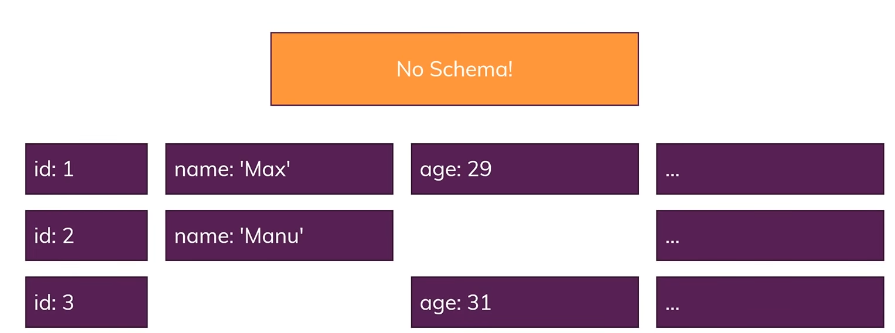 No Schema!
id: 1 name: 'Max' age: 29 ...
id: 2 name: 'Manu' ...
id: 3 age: 31 ...